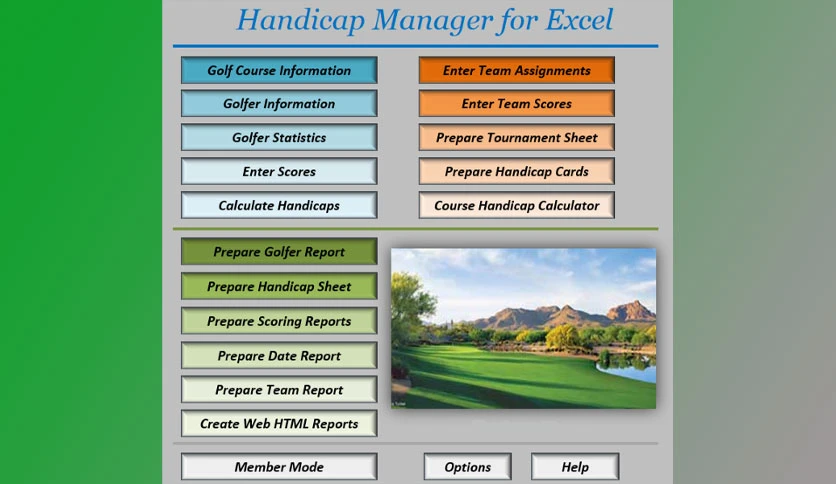 Handicap Manager for Excel
Golf Course Information
Golfer Information
Golfer Statistics
Enter Scores
Calculate Handicaps
Enter Team Assignments
Enter Team Scores
Prepare Tournament Sheet
Prepare Handicap Cards
Course Handicap Calculator
Prepare Golfer Report
Prepare Handicap Sheet
Prepare Scoring Reports
Prepare Date Report
Prepare Team Report
Create Web HTML Reports
Member Mode
Options
Help